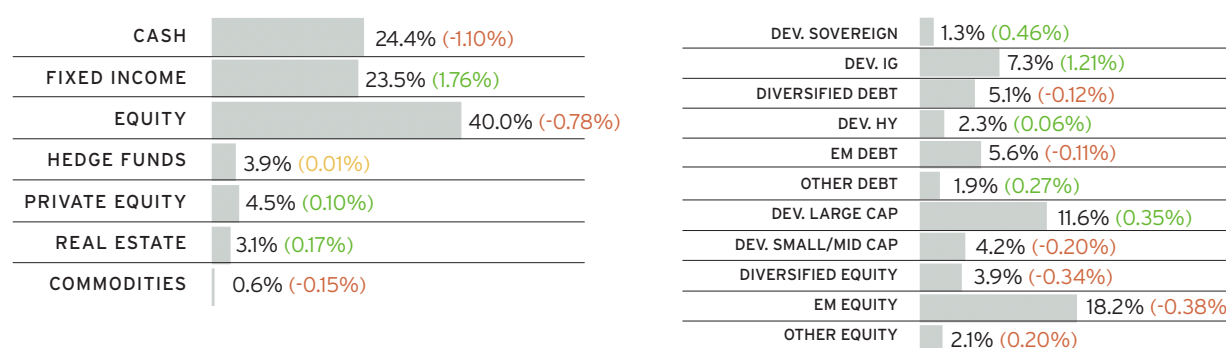 CASH 24.4% (-1.10%)
FIXED INCOME 23.5% (1.76%)
EQUITY 40.0% (-0.78%)
HEDGE FUNDS 3.9% (0.01%)
PRIVATE EQUITY 4.5% (0.10%)
REAL ESTATE 3.1% (0.17%)
COMMODITIES 0.6% (-0.15%)
DEV. SOVEREIGN 1.3% (0.46%)
DEV. IG 7.3% (1.21%)
DIVERSIFIED DEBT 5.1% (-0.12%)
DEV. HY 2.3% (0.06%)
EM DEBT 5.6% (-0.11%)
OTHER DEBT 1.9% (0.27%)
DEV. LARGE CAP 11.6% (0.35%)
DEV. SMALL/MID CAP 4.2% (-0.20%)
DIVERSIFIED EQUITY 3.9% (-0.34%)
EM EQUITY 18.2% (-0.38%
OTHER EQUITY 2.1% (0.20%)